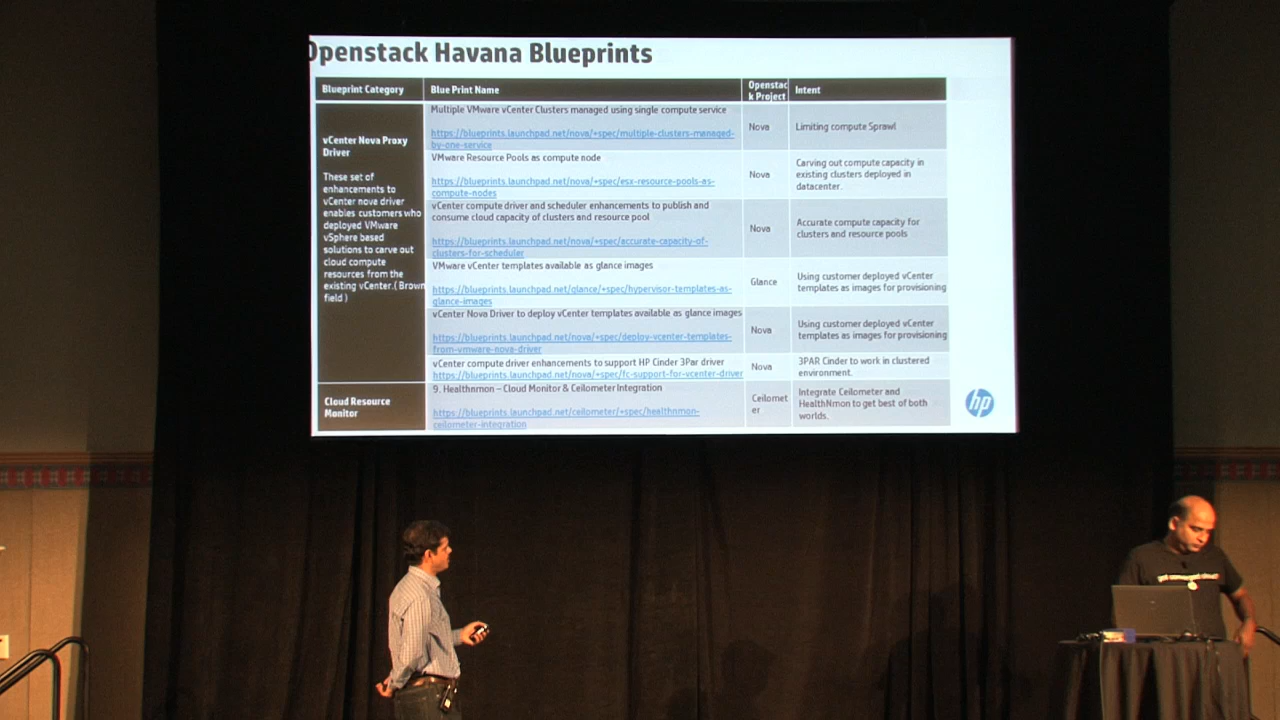 Openstack Havana Blueprints
Blueprint Category
Blue Print Name
Openstac
k Project
Intent
vCenter Nova Proxy
Driver
These set of
enhancements to
vCenter nova driver
enables customers who
deployed VMware
vSphere based
solutions to carve out
cloud compute
resources from the
existing vCenter.( Brown
field )
Multiple VMware vCenter Clusters managed using single compute service
https://blueprints.launchpad.net/nova/+spec/multiple-clusters-managed-
by-one-service
Nova
Limiting compute Sprawl
VMware Resource Pools as compute node
https://blueprints.launchpad.net/nova/+spec/esx-resource-pools-as-
compute-nodes
Nova
Carving out compute capacity in
existing clusters deployed in
datacenter.
vCenter compute driver and scheduler enhancements to publish and
consume cloud capacity of clusters and resource pool
https://blueprints.launchpad.net/nova/+spec/accurate-capacity-of-
clusters-for-scheduler
Nova
Accurate compute capacity for
clusters and resource pools
VMware vCenter templates available as glance images
https://blueprints.launchpad.net/glance/+spec/hypervisor-templates-as-
glance-images
Glance
Using customer deployed vCenter
templates as images for provisioning
vCenter Nova Driver to deploy vCenter templates available as glance images
https://blueprints.launchpad.net/nova/+spec/deploy-vcenter-templates-
from-vmware-nova-driver
Nova
Using customer deployed vCenter
templates as images for provisioning
vCenter compute driver enhancements to support HP Cinder 3Par driver
https://blueprints.launchpad.net/nova/+spec/fc-support-for-vcenter-driver
Nova
3PAR Cinder to work in clustered
environment.
Cloud Resource
Monitor
9. Healthnmon – Cloud Monitor & Ceilometer Integration
https://blueprints.launchpad.net/ceilometer/+spec/healthnmon-
ceilometer-integration
Ceilomet
er
Integrate Ceilometer and
HealthNmon to get best of both
worlds.
hp